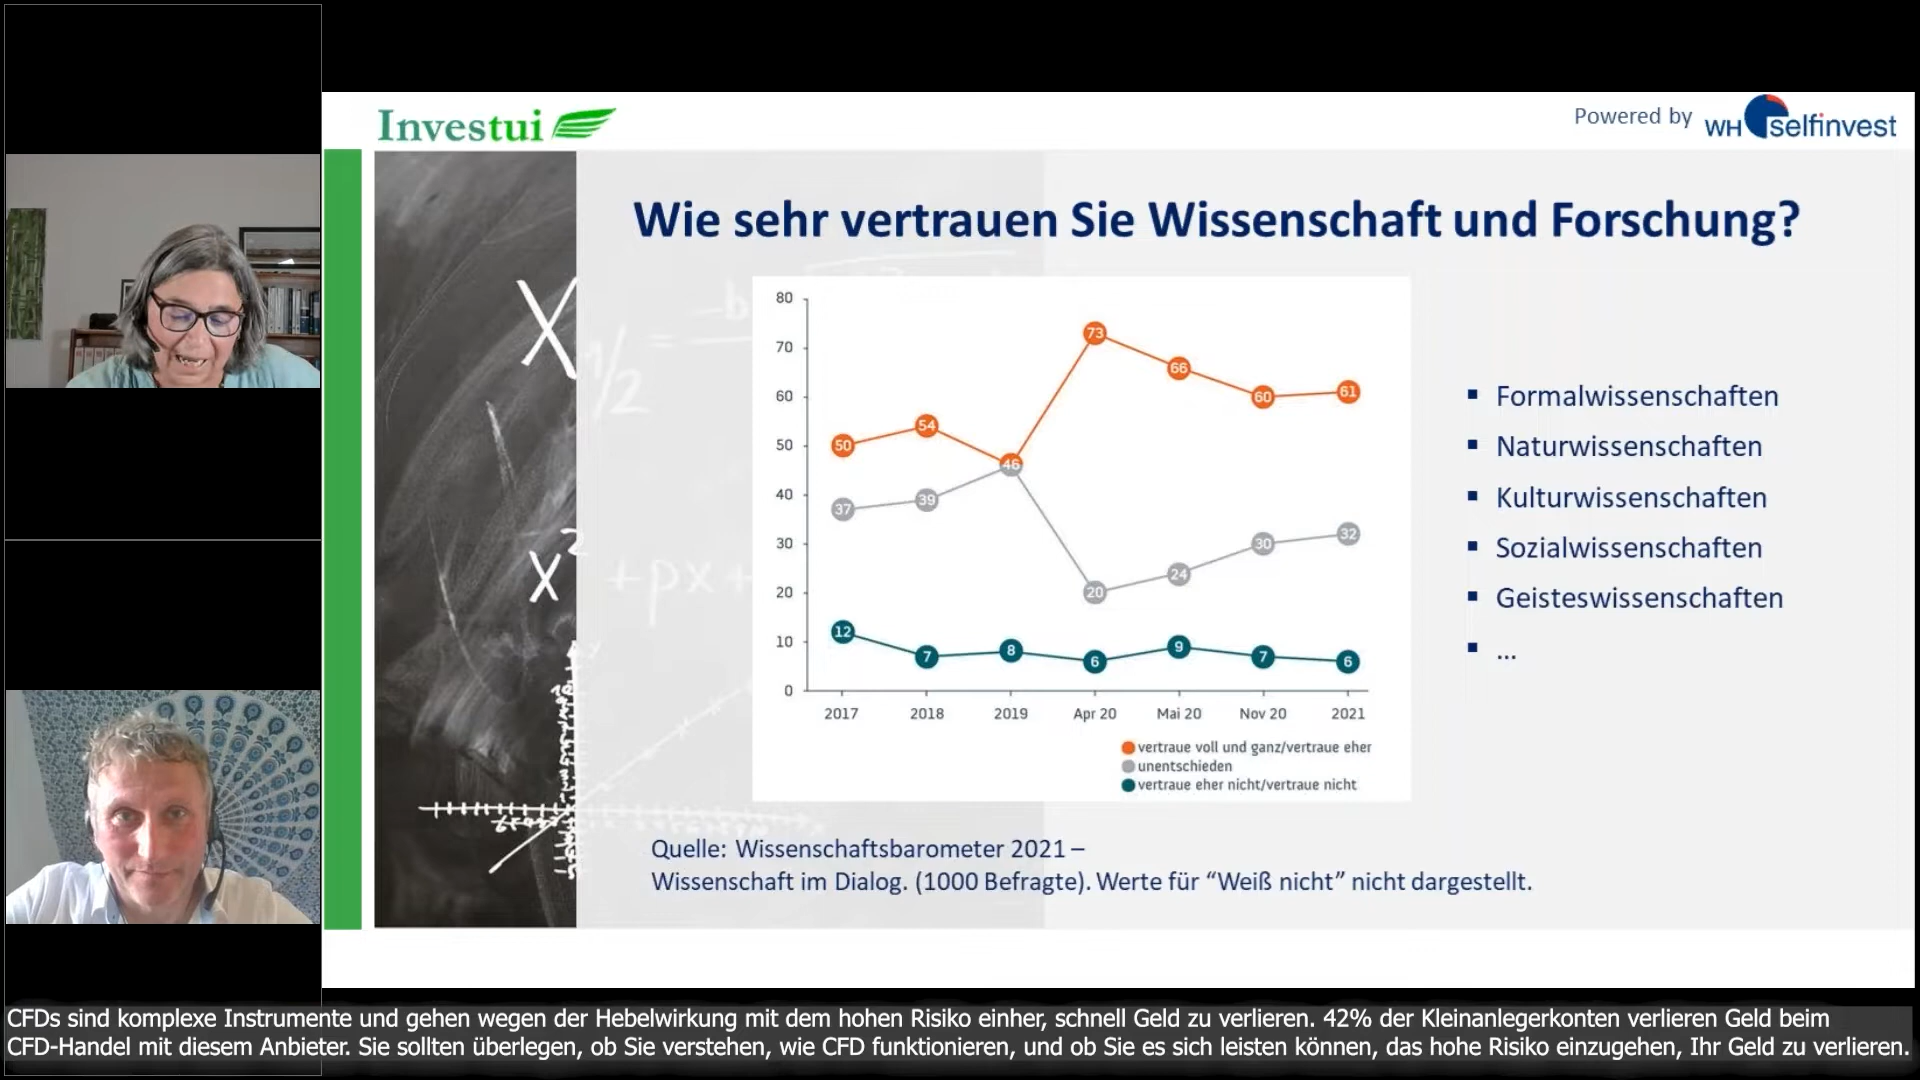 Investui
Powered by WH selfinvest
Wie sehr vertrauen Sie Wissenschaft und Forschung?
80
70
60
50
40
30
20
10
0
73
66
60
61
50
54
46
37
39
20
24
30
32
12
7
8
6
9
7
6
2017 2018 2019 Apr 20 Mai 20 Nov 20 2021
vertraue voll und ganz/vertraue eher
unentschieden
vertraue eher nicht/vertraue nicht
▪ Formalwissenschaften
▪ Naturwissenschaften
▪ Kulturwissenschaften
▪ Sozialwissenschaften
▪ Geisteswissenschaften
▪ ...
X 1/2 = -b
x² +px+
Quelle: Wissenschaftsbarometer 2021 –
Wissenschaft im Dialog. (1000 Befragte). Werte für “Weiß nicht” nicht dargestellt.
CFDs sind komplexe Instrumente und gehen wegen der Hebelwirkung mit dem hohen Risiko einher, schnell Geld zu verlieren. 42% der Kleinanlegerkonten verlieren Geld beim
CFD-Handel mit diesem Anbieter. Sie sollten überlegen, ob Sie verstehen, wie CFD funktionieren, und ob Sie es sich leisten können, das hohe Risiko einzugehen, Ihr Geld zu verlieren.